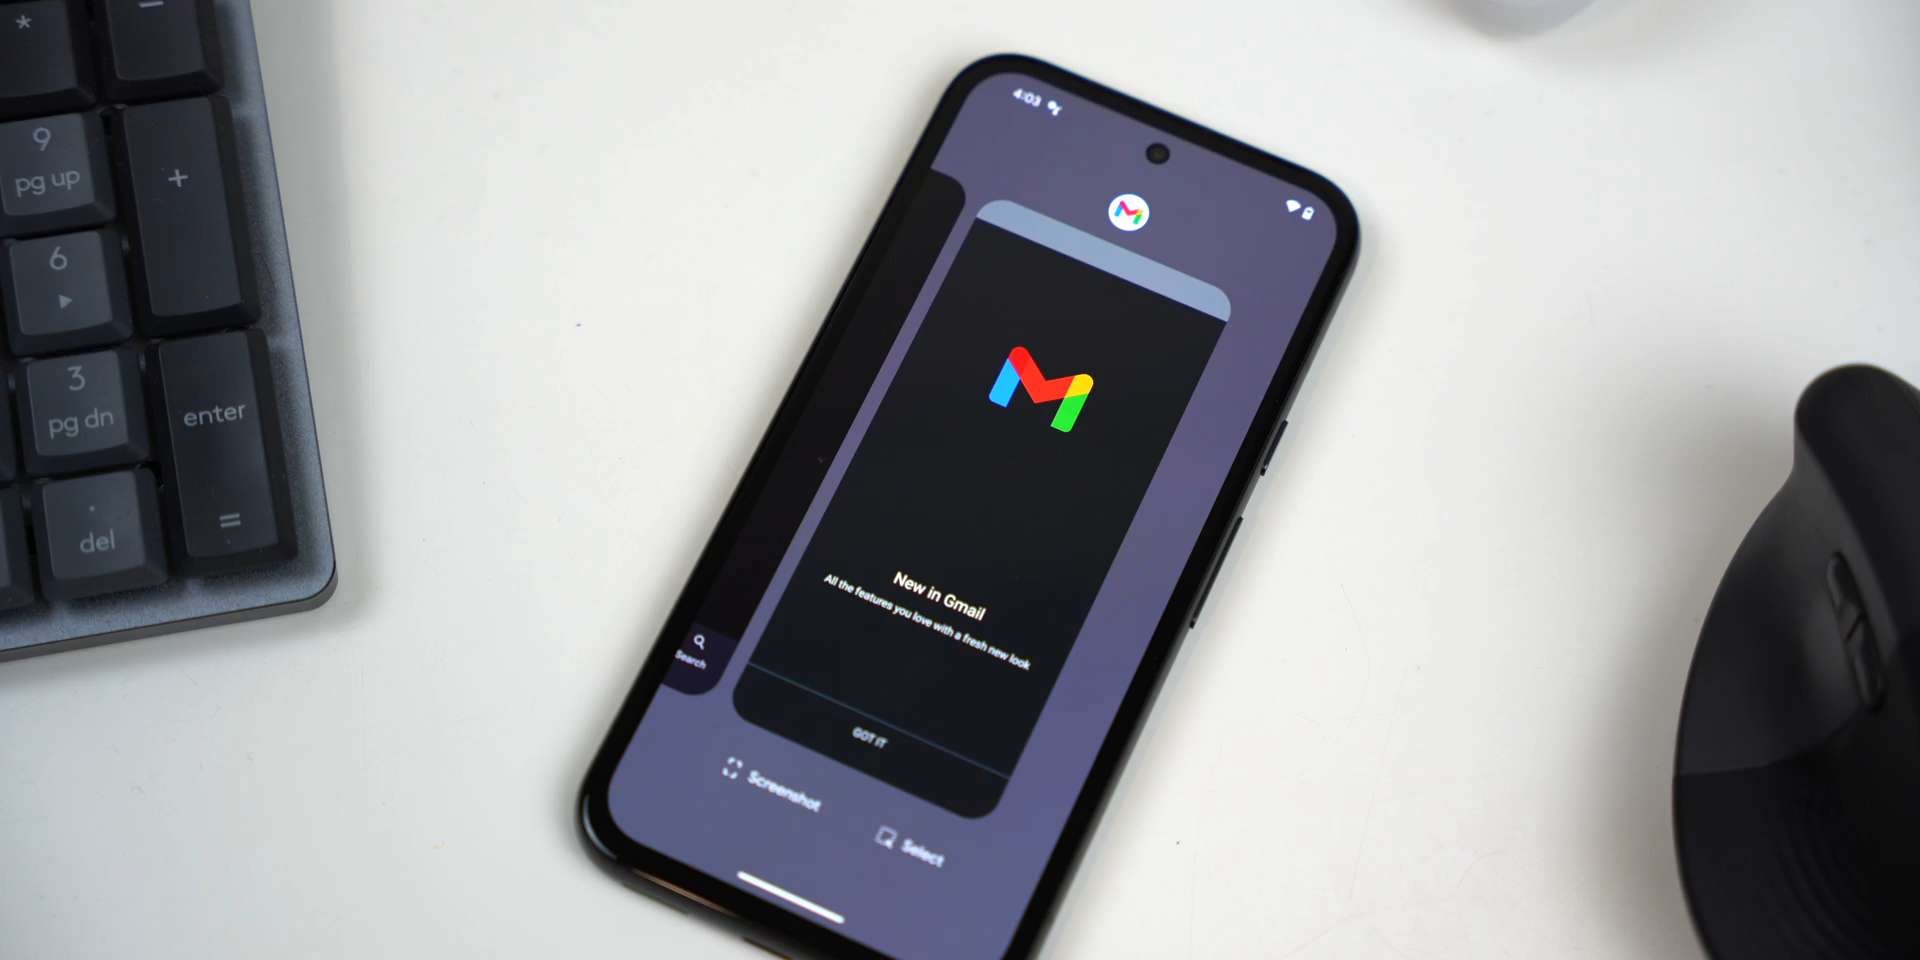 *
−
9
pg up
+
6
3
pg dn
enter
.
del
=
4:03
New in Gmail
All the features you love with a fresh new look
GOT IT
Search
Screenshot
Select